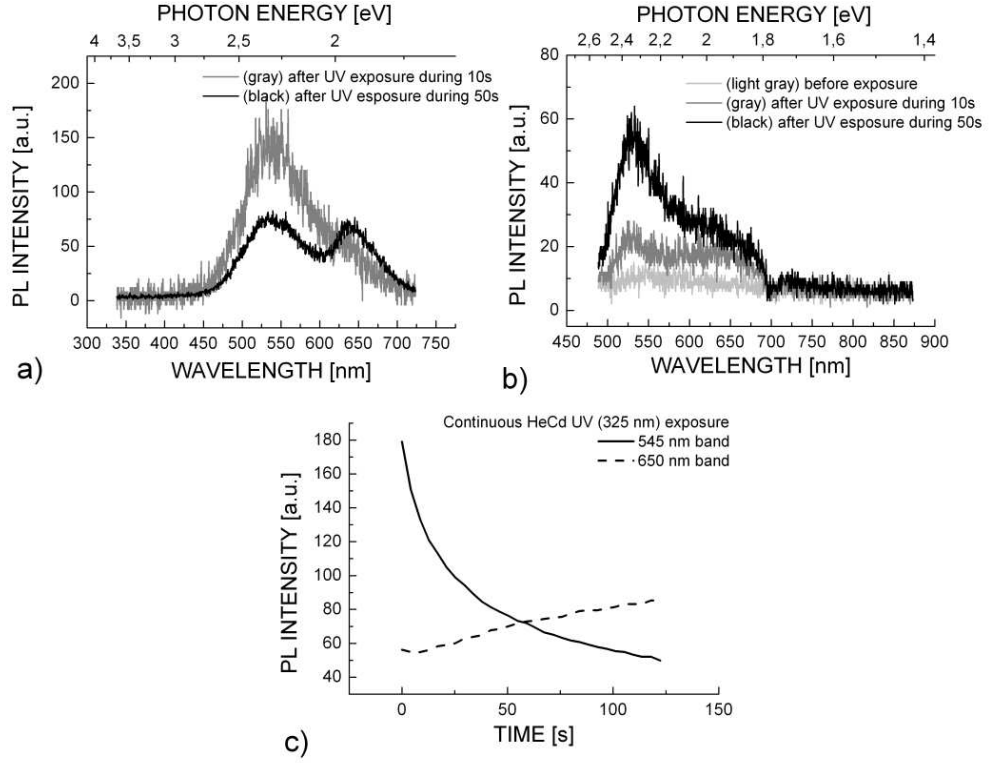 PHOTON ENERGY [eV]
4 3,5 3 2,5 2
(gray) after UV exposure during 10s
(black) after UV esposure during 50s
200
150
100
50
0
PL INTENSITY [a.u.]
300 350 400 450 500 550 600 650 700 750
WAVELENGTH [nm]
a)
PHOTON ENERGY [eV]
2,6 2,4 2,2 2 1,8 1,6 1,4
(light gray) before exposure
(gray) after UV exposure during 10s
(black) after UV esposure during 50s
80
60
40
20
0
PL INTENSITY [a.u.]
450 500 550 600 650 700 750 800 850 900
WAVELENGTH [nm]
b)
Continuous HeCd UV (325 nm) exposure
545 nm band
650 nm band
180
160
140
120
100
80
60
40
PL INTENSITY [a.u.]
0 50 100 150
TIME [s]
c)